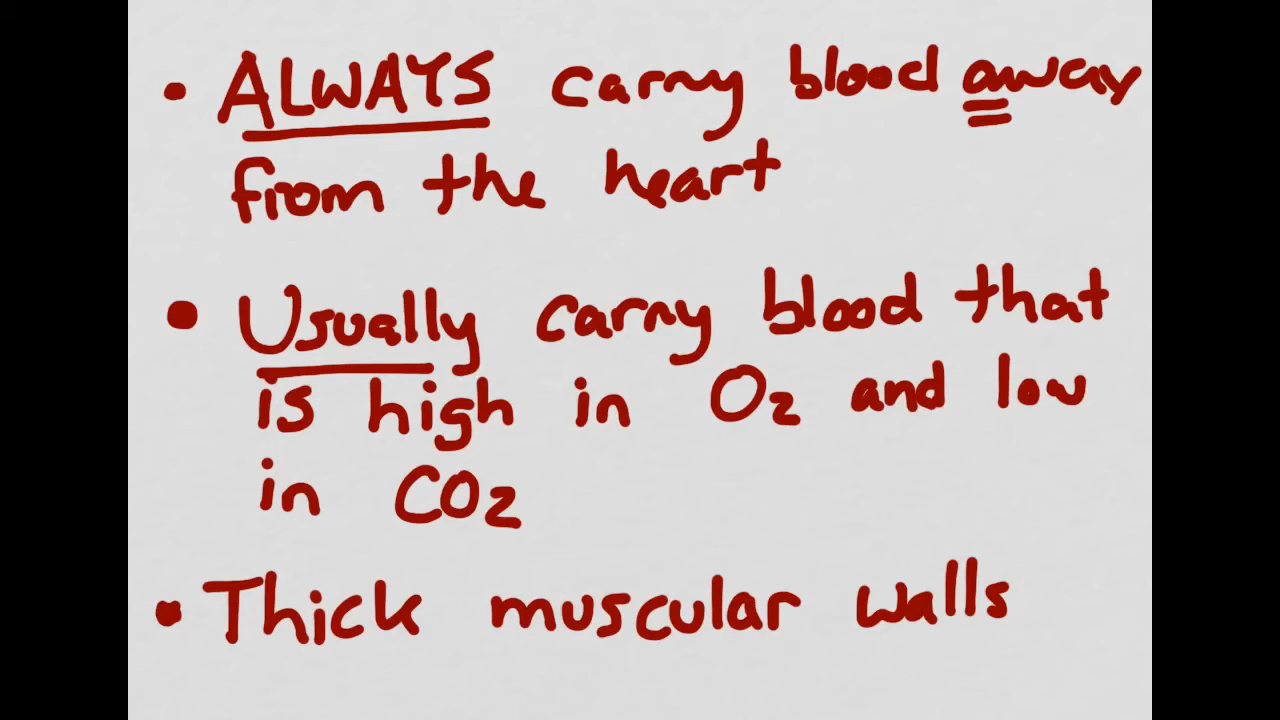 • ALWAYS carry blood away
from the heart
• Usually carry blood that
is high in O₂ and low
in CO₂
• Thick muscular walls